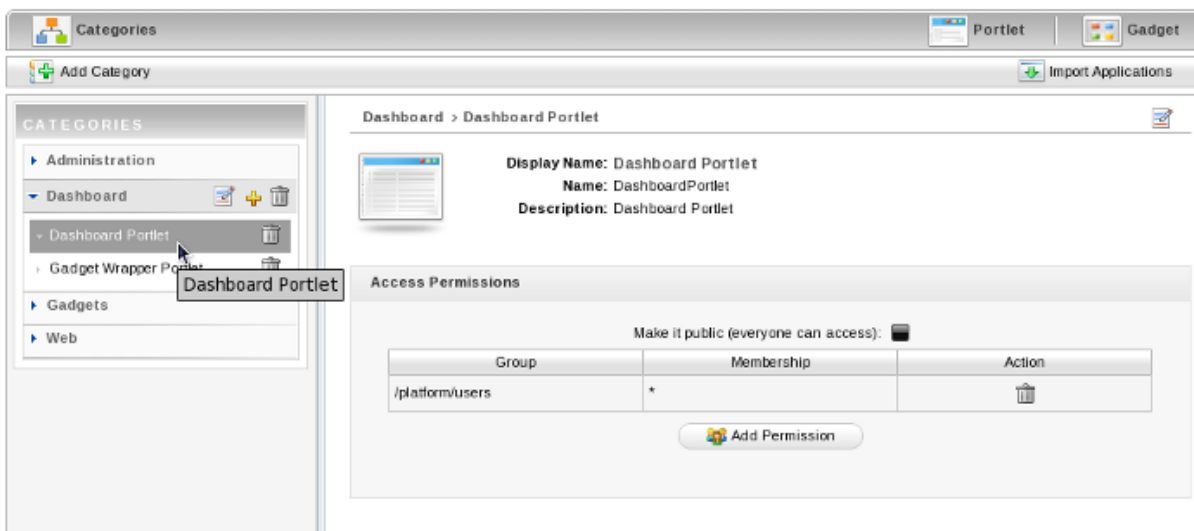 Categories
Portlet
Gadget
Add Category
Import Applications
CATEGORIES
Administration
Dashboard
Dashboard Portlet
Gadget Wrapper Portlet
Dashboard Portlet
Gadgets
Web
Dashboard > Dashboard Portlet
Display Name: Dashboard Portlet
Name: DashboardPortlet
Description: Dashboard Portlet
Access Permissions
Make it public (everyone can access):
Group Membership Action
/platform/users *
Add Permission